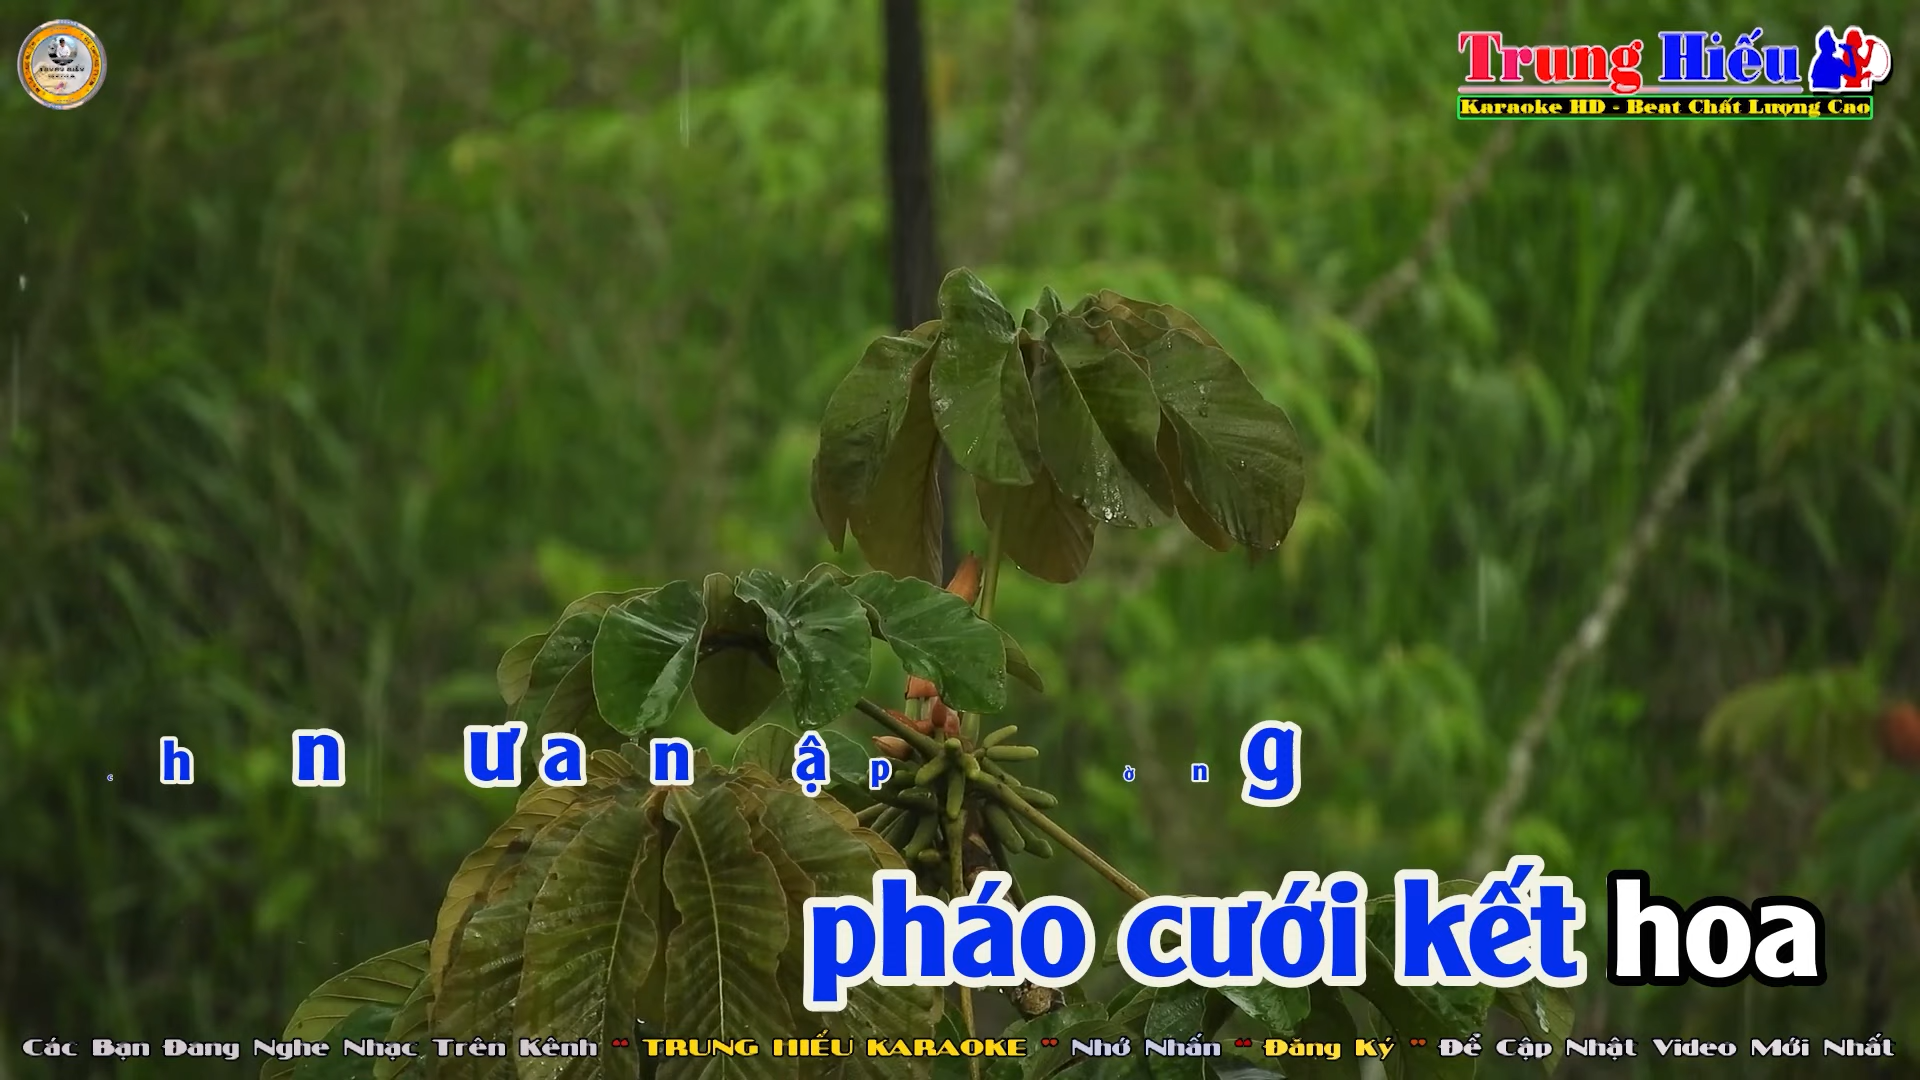 Trung Hiếu
Karaoke HD - Beat Chất Lượng Cao
pháo cưới kết hoa
Các Bạn Đang Nghe Nhạc Trên Kênh " TRUNG HIẾU KARAOKE " Nhớ Nhấn " Đăng Ký " Để Cập Nhật Video Mới Nhất